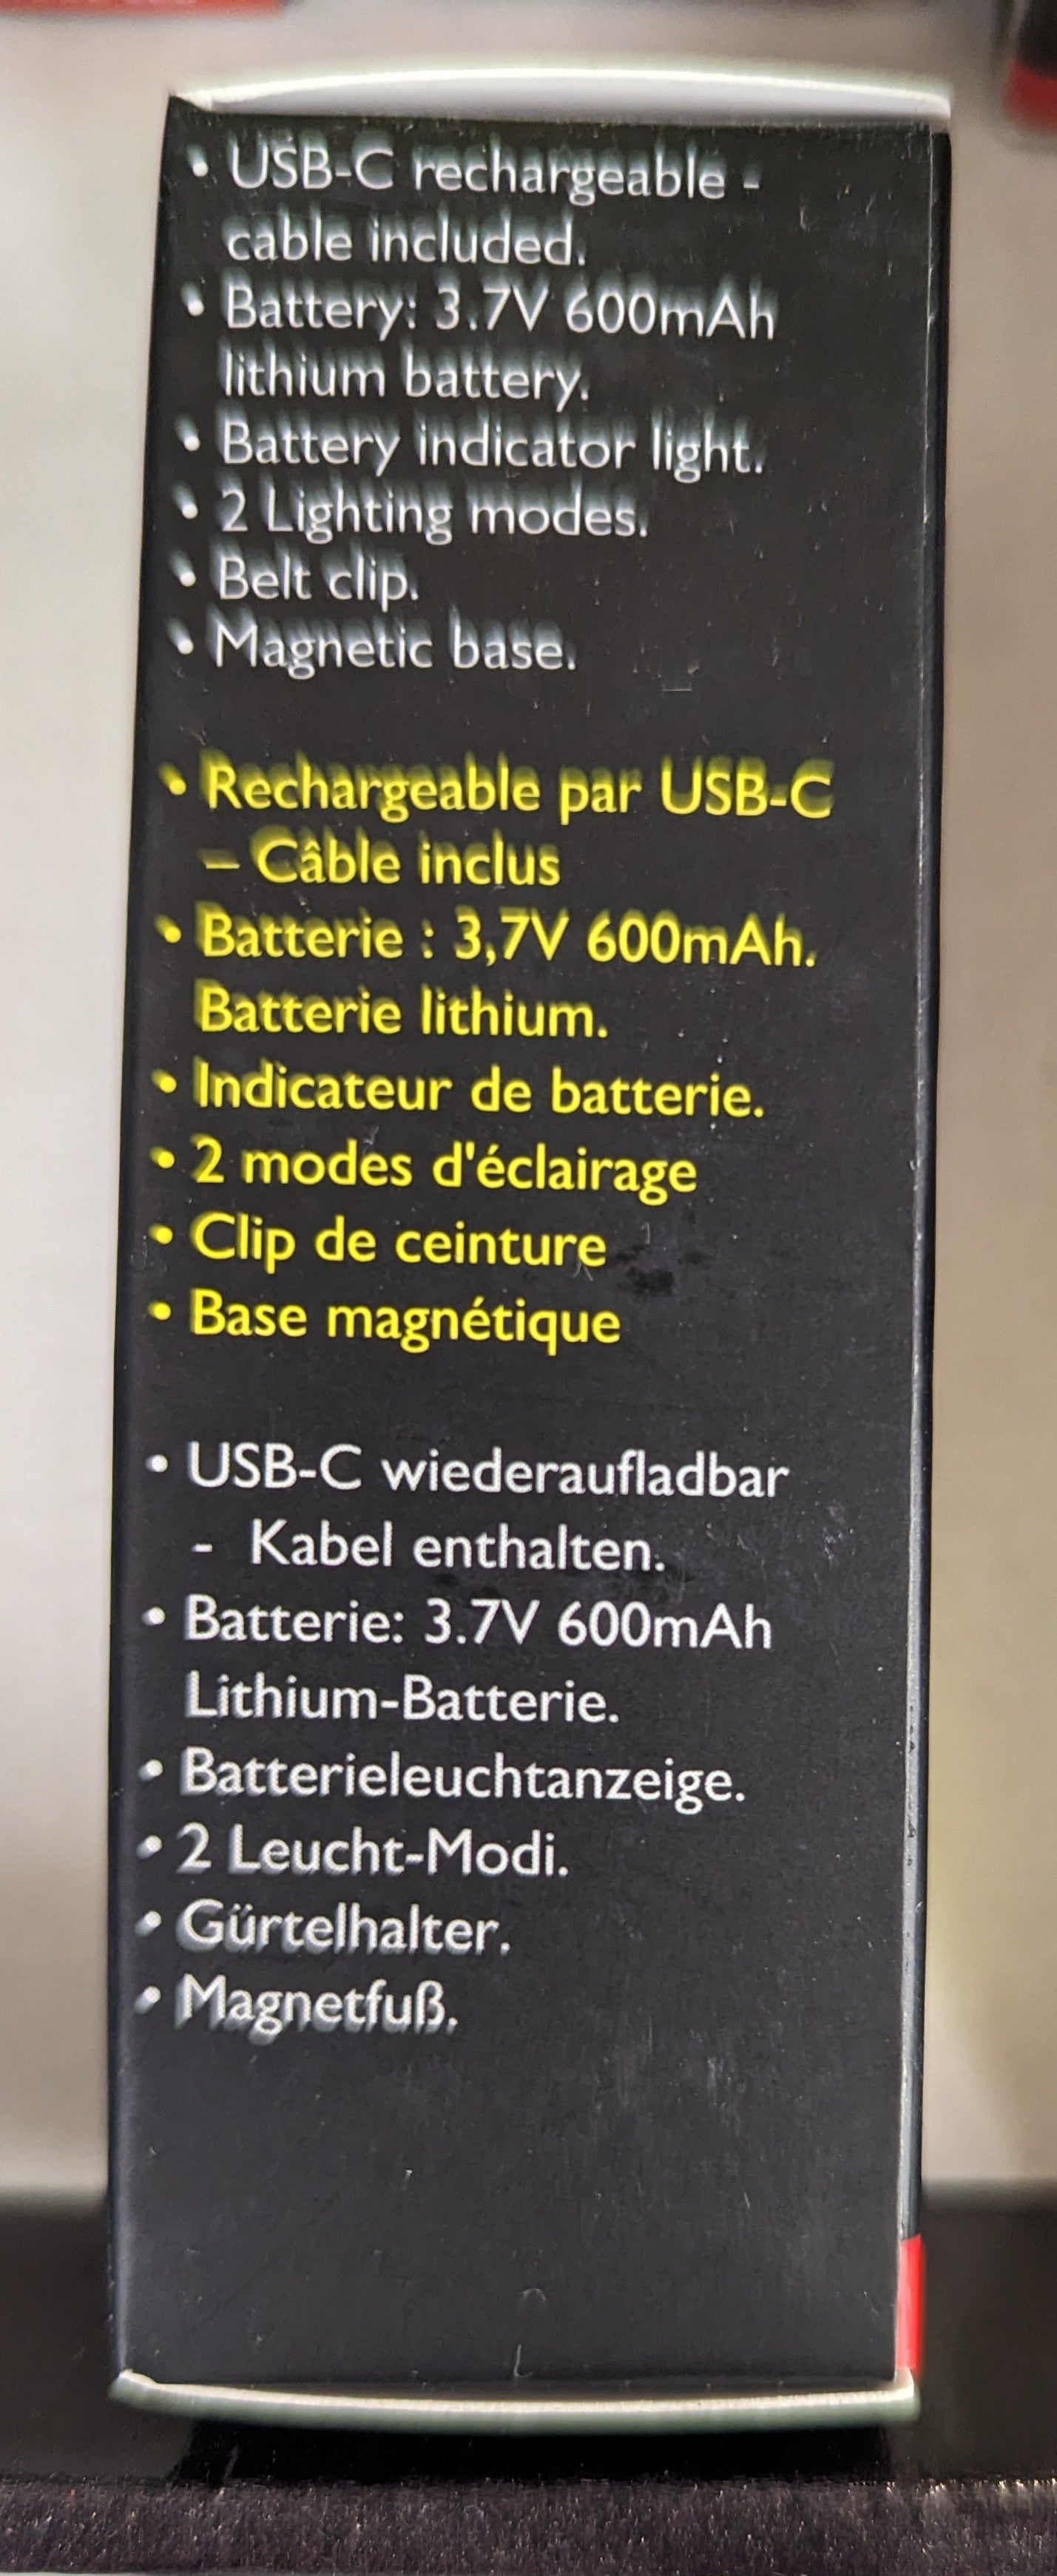 • USB-C rechargeable -
cable included.
• Battery: 3.7V 600mAh
lithium battery.
• Battery indicator light.
• 2 Lighting modes.
• Belt clip.
• Magnetic base.
• Rechargeable par USB-C
– Câble inclus
• Batterie : 3,7V 600mAh.
Batterie lithium.
• Indicateur de batterie.
• 2 modes d'éclairage
• Clip de ceinture
• Base magnétique
• USB-C wiederaufladbar
- Kabel enthalten.
• Batterie: 3.7V 600mAh
Lithium-Batterie.
• Batterieleuchtanzeige.
• 2 Leucht-Modi.
• Gürtelhalter.
• Magnetfuß.